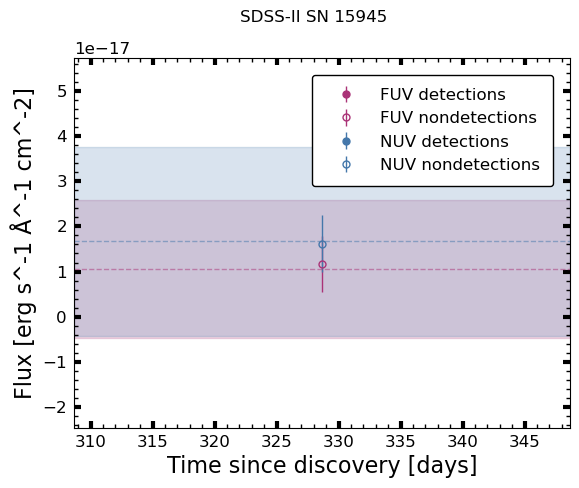 SDSS-II SN 15945
1e−17
FUV detections
FUV nondetections
NUV detections
NUV nondetections
5
4
3
2
1
0
−1
−2
Flux [erg s^-1 Å^-1 cm^-2]
310 315 320 325 330 335 340 345
Time since discovery [days]